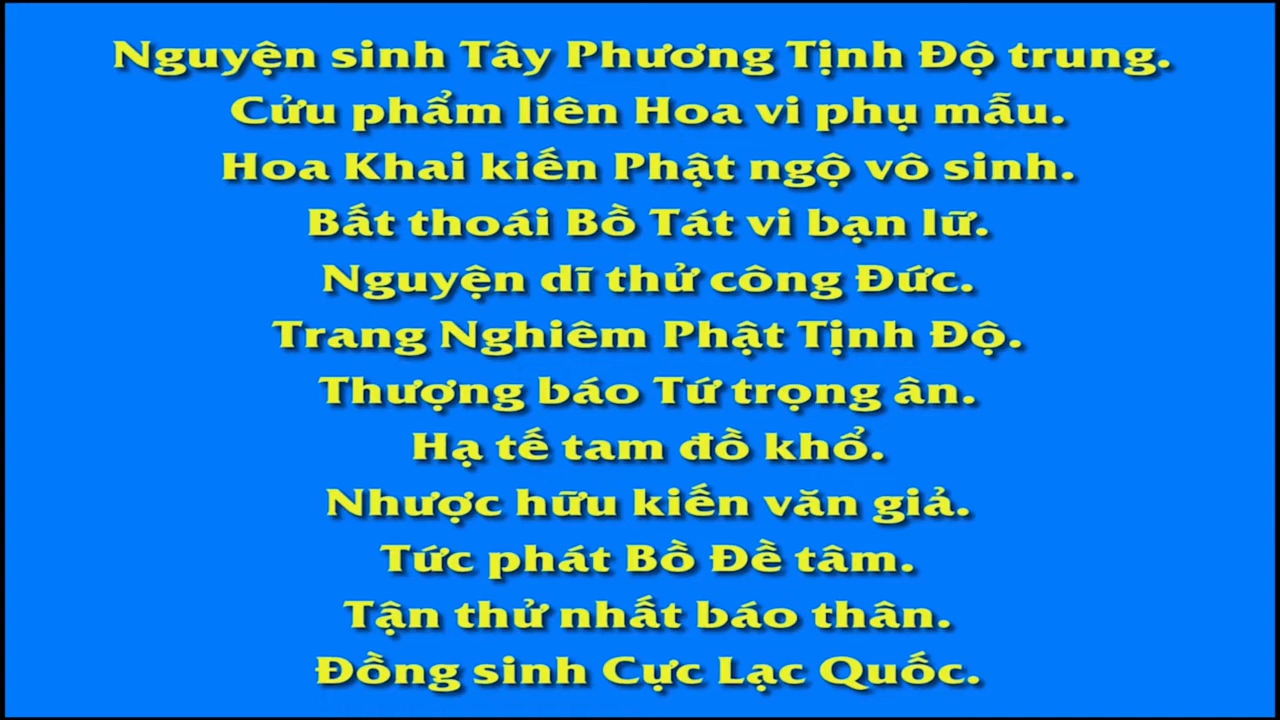 Nguyện sinh Tây Phương Tịnh Độ trung.
Cửu phẩm liên Hoa vi phụ mẫu.
Hoa Khai kiến Phật ngộ vô sinh.
Bất thoái Bồ Tát vi bạn lữ.
Nguyện dĩ thử công Đức.
Trang Nghiêm Phật Tịnh Độ.
Thượng báo Tứ trọng ân.
Hạ tế tam đồ khổ.
Nhược hữu kiến văn giả.
Tức phát Bồ Đề tâm.
Tận thử nhất báo thân.
Đồng sinh Cực Lạc Quốc.